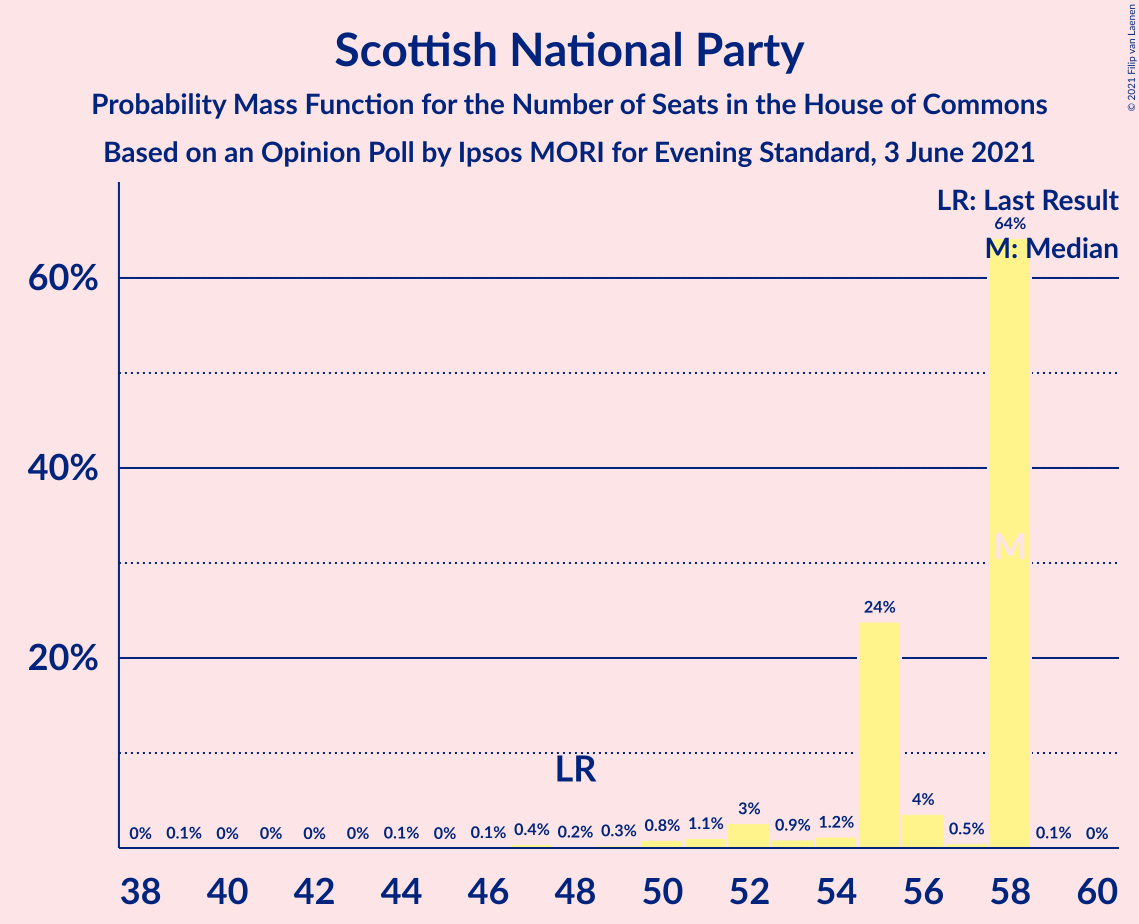 Scottish National Party
Probability Mass Function for the Number of Seats in the House of Commons
Based on an Opinion Poll by Ipsos MORI for Evening Standard, 3 June 2021
© 2021 Filip van Laenen
LR: Last Result
64%
M: Median
60%
40%
M
24%
20%
LR
0% 0.1% 0% 0% 0% 0% 0.1% 0% 0.1% 0.4% 0.2% 0.3% 0.8% 1.1% 3% 0.9% 1.2% 4% 0.5% 0.1% 0%
38 40 42 44 46 48 50 52 54 56 58 60